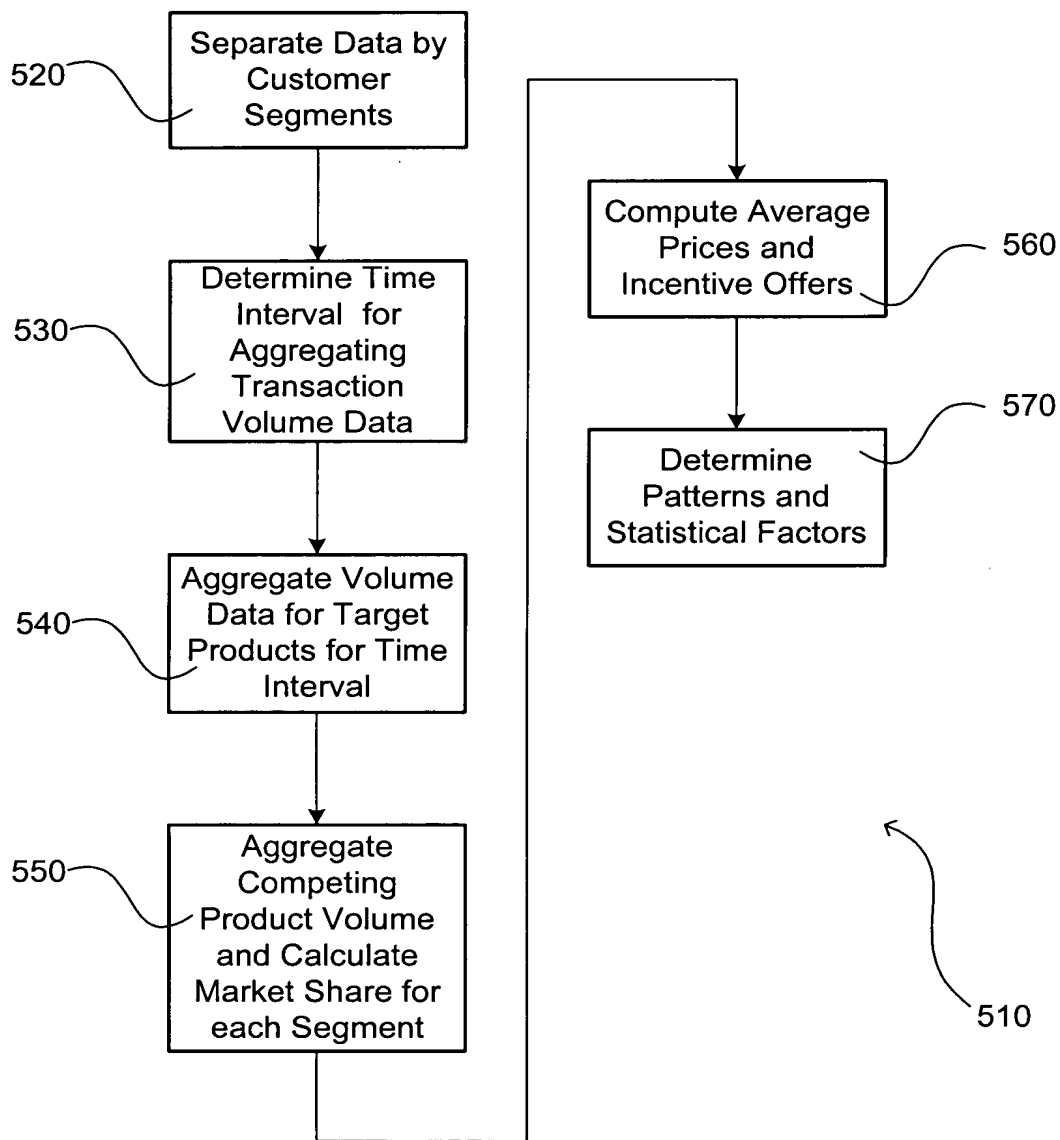 520
Separate Data by
Customer
Segments
530
Determine Time
Interval for
Aggregating
Transaction
Volume Data
540
Aggregate Volume
Data for Target
Products for Time
Interval
550
Aggregate
Competing
Product Volume
and Calculate
Market Share for
each Segment
Compute Average
Prices and
Incentive Offers
560
Determine
Patterns and
Statistical Factors
570
510